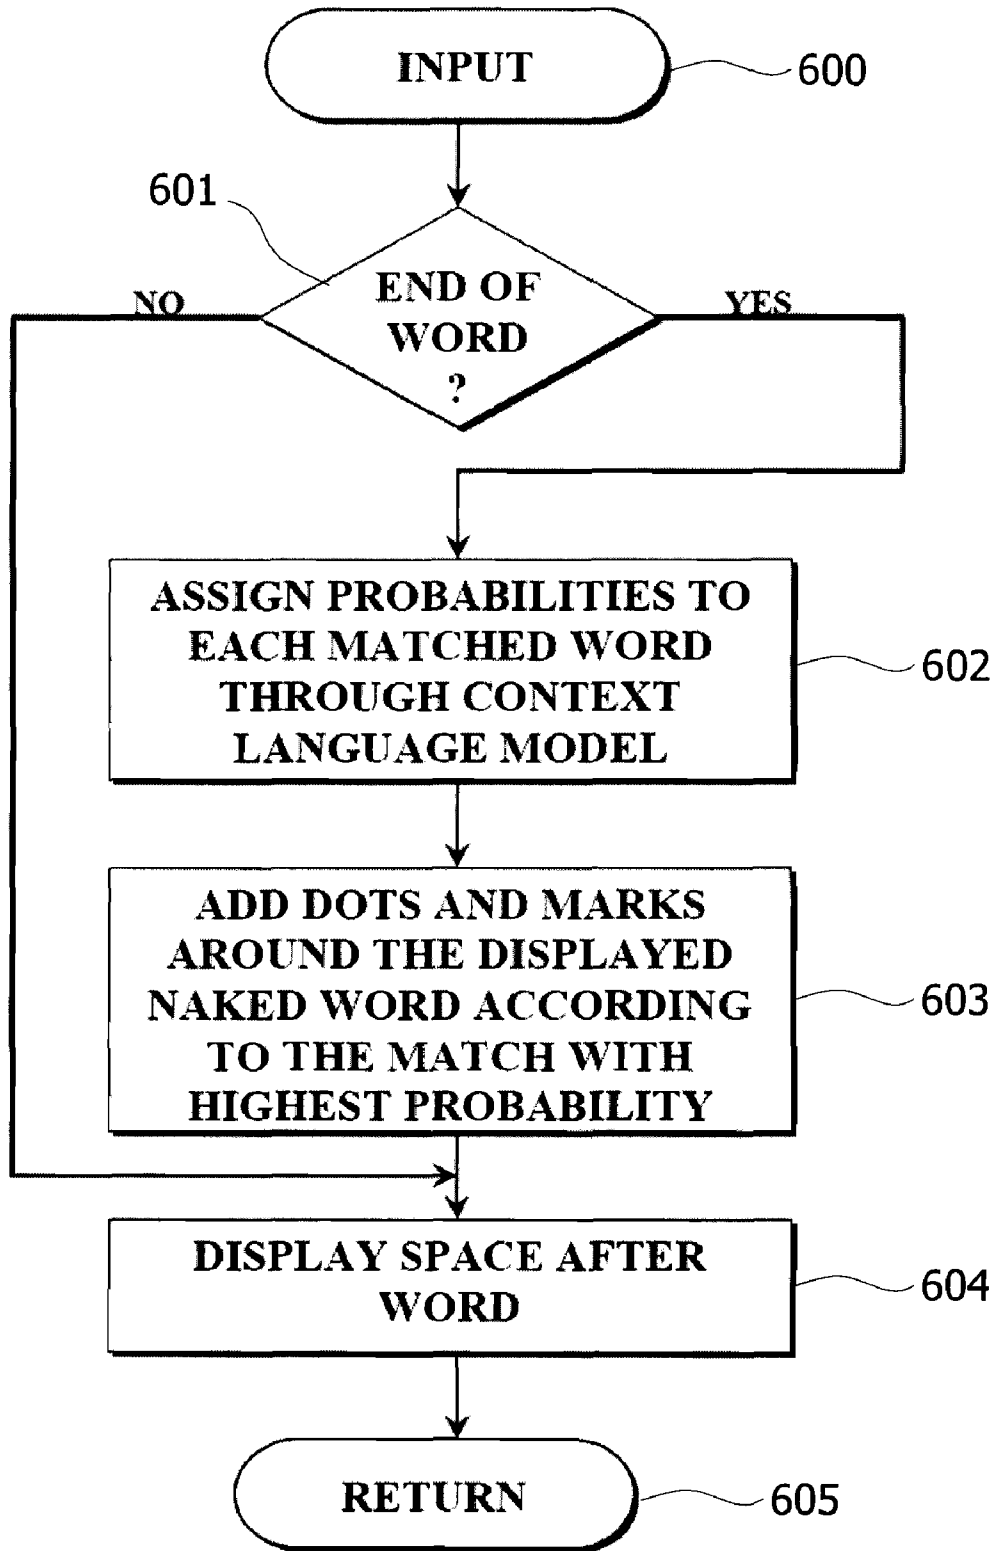 INPUT
600
601
END OF
WORD
?
NO
YES
ASSIGN PROBABILITIES TO
EACH MATCHED WORD
THROUGH CONTEXT
LANGUAGE MODEL
602
ADD DOTS AND MARKS
AROUND THE DISPLAYED
NAKED WORD ACCORDING
TO THE MATCH WITH
HIGHEST PROBABILITY
603
DISPLAY SPACE AFTER
WORD
604
RETURN
605